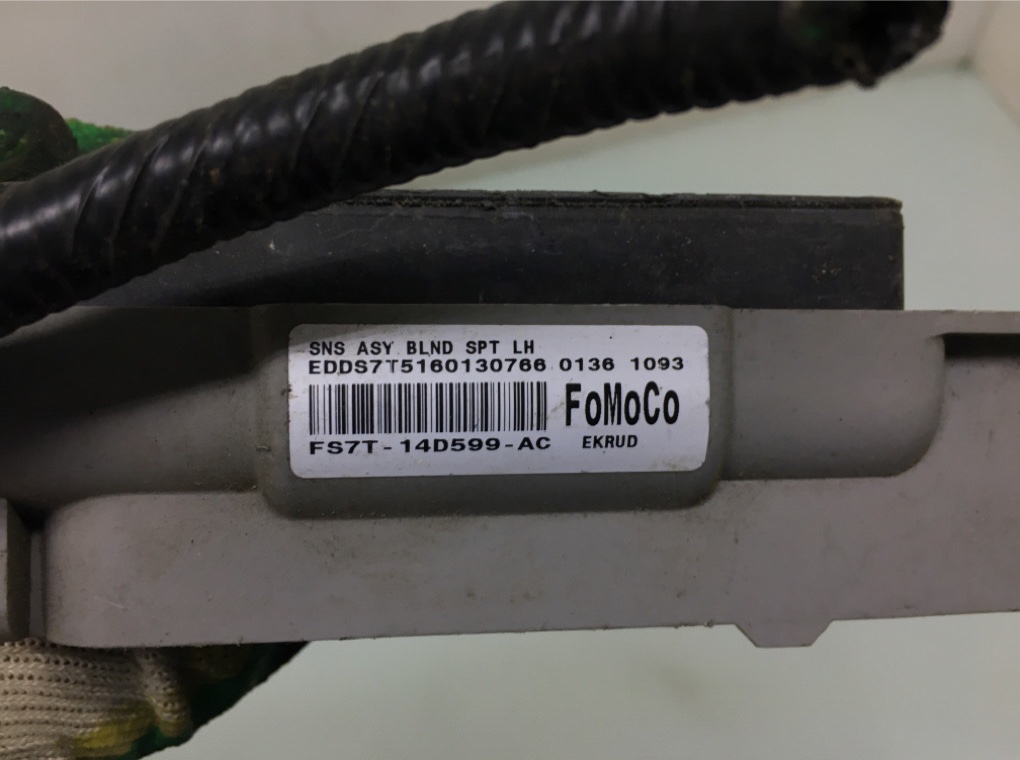 SNS ASY BLND SPT LH
EDDS7T5160130766 0136 1093
FoMoCo
FS7T-14D599-AC EKRUD